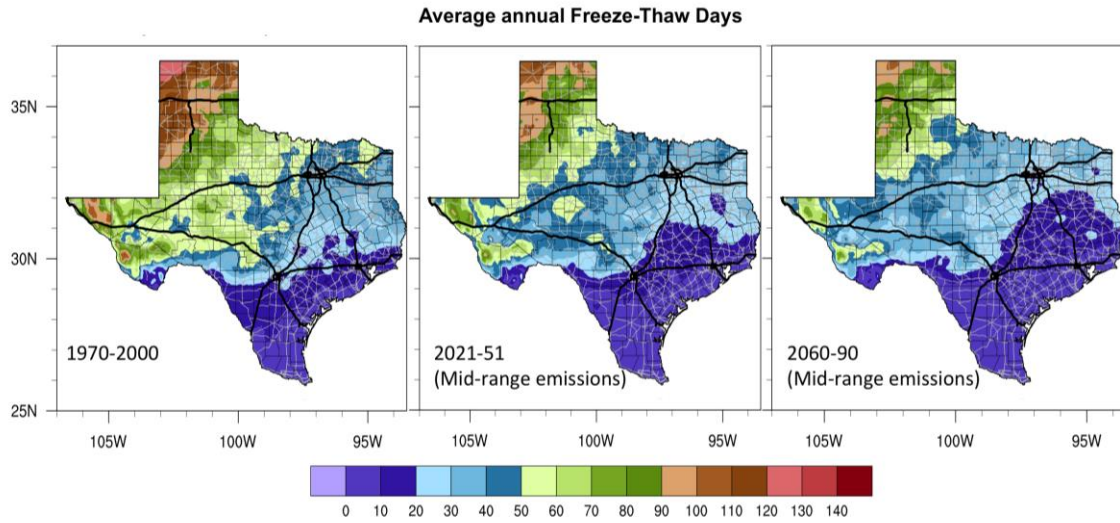 Average annual Freeze-Thaw Days
35N
30N
25N
1970-2000
2021-51
(Mid-range emissions)
2060-90
(Mid-range emissions)
105W 100W 95W 105W 100W 95W 105W 100W 95W
0 10 20 30 40 50 60 70 80 90 100 110 120 130 140